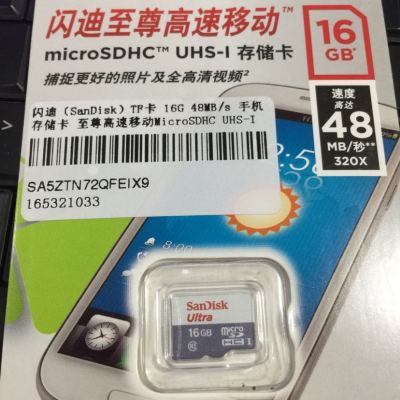 闪迪至尊高速移动™
microSDHC™ UHS-I 存储卡
捕捉更好的照片及全高清视频²
16
GB*
速度
高达
48
MB/秒**
320X
闪迪（SanDisk）TF卡 16G 48MB/s 手机
存储卡 至尊高速移动MicroSDHC UHS-I
SA5ZTN72QFEIX9
165321033
SanDisk
Ultra
16GB
micro
SD
HC I
10